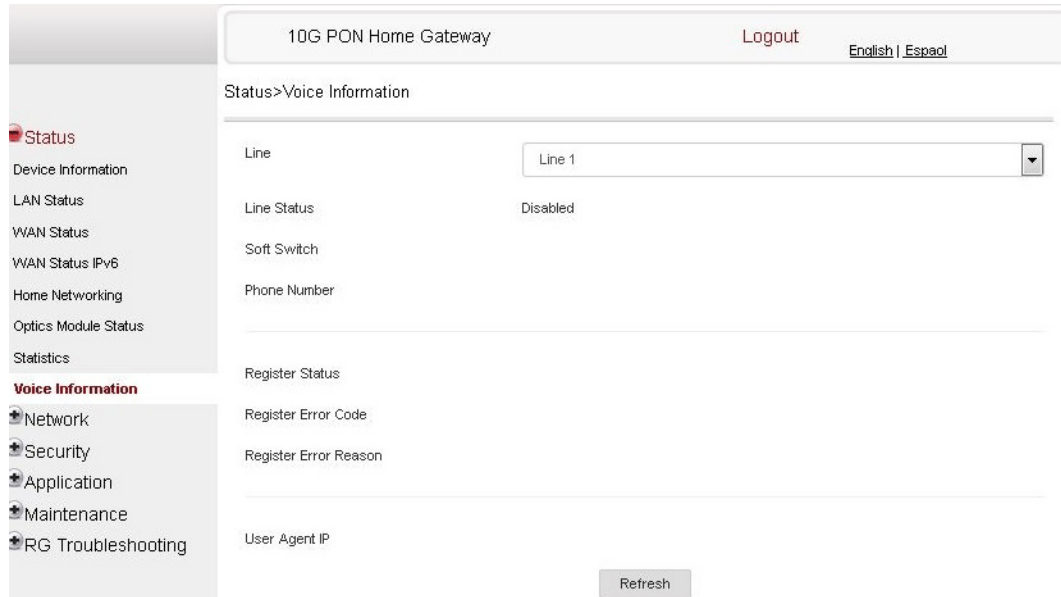 10G PON Home Gateway
Logout
English | Espaol
Status>Voice Information
Status
Device Information
LAN Status
WAN Status
WAN Status IPv6
Home Networking
Optics Module Status
Statistics
Voice Information
Network
Security
Application
Maintenance
RG Troubleshooting
Line
Line 1
Line Status
Disabled
Soft Switch
Phone Number
Register Status
Register Error Code
Register Error Reason
User Agent IP
Refresh